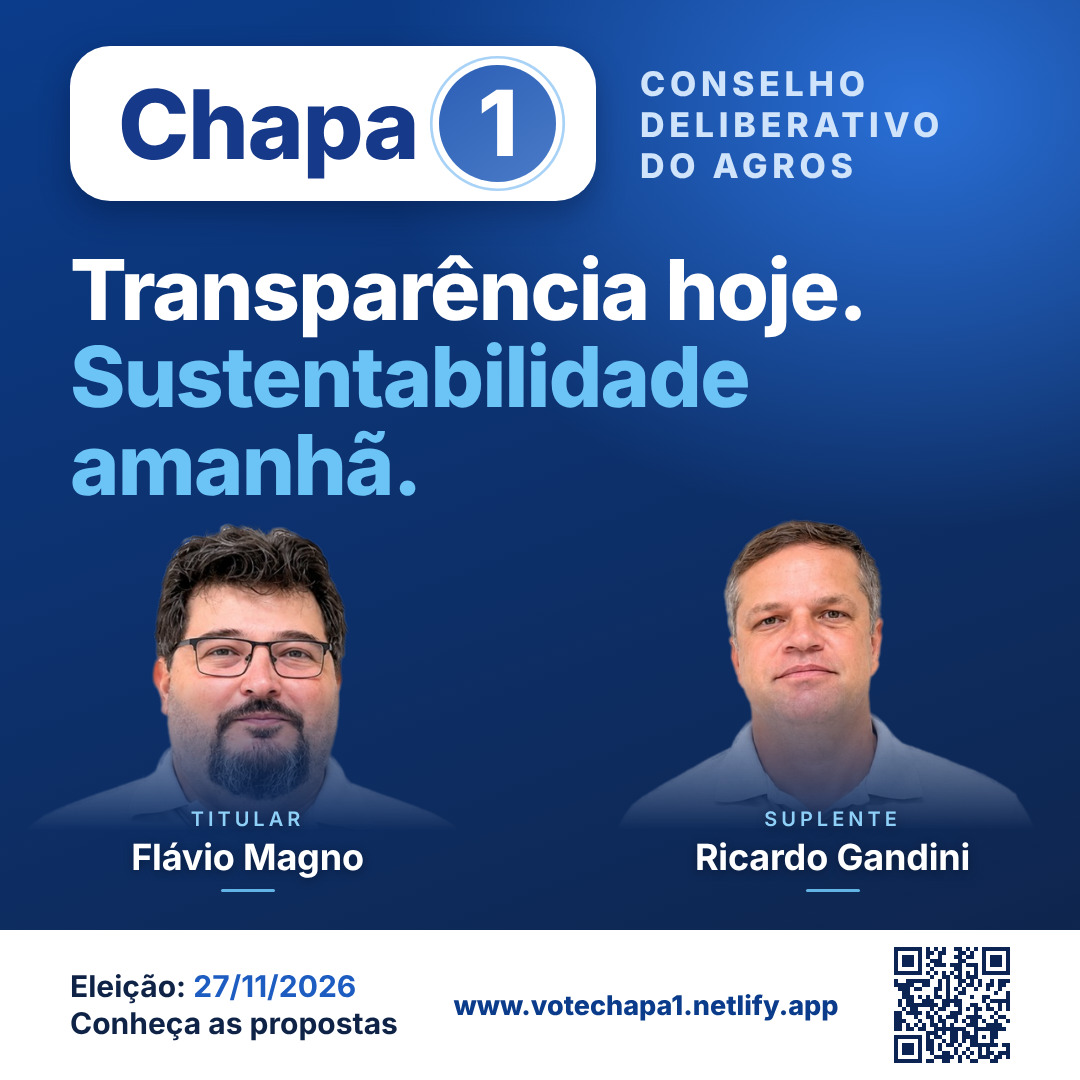 Chapa 1
CONSELHO
DELIBERATIVO
DO AGROS
Transparência hoje.
Sustentabilidade
amanhã.
TITULAR
Flávio Magno
SUPLENTE
Ricardo Gandini
Eleição: 27/11/2026
Conheça as propostas
www.votechapa1.netlify.app